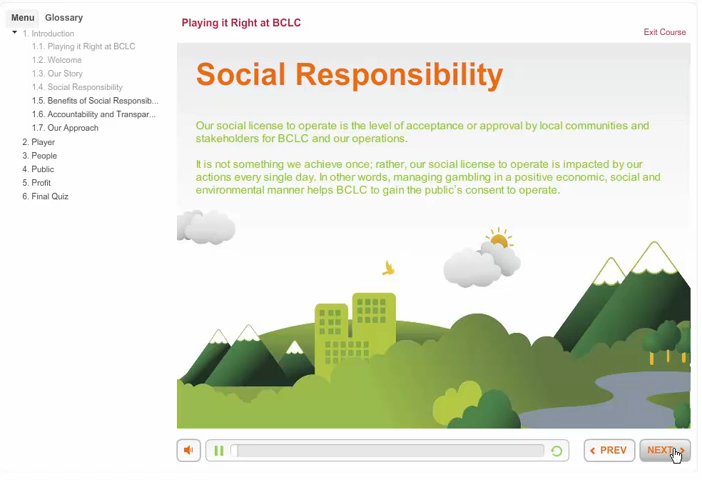 Menu Glossary
Playing it Right at BCLC
Exit Course
1. Introduction
1.1. Playing it Right at BCLC
1.2. Welcome
1.3. Our Story
1.4. Social Responsibility
1.5. Benefits of Social Responsib...
1.6. Accountability and Transpar...
1.7. Our Approach
2. Player
3. People
4. Public
5. Profit
6. Final Quiz
Social Responsibility
Our social license to operate is the level of acceptance or approval by local communities and
stakeholders for BCLC and our operations.
It is not something we achieve once; rather, our social license to operate is impacted by our
actions every single day. In other words, managing gambling in a positive economic, social and
environmental manner helps BCLC to gain the public's consent to operate.
PREV
NEXT